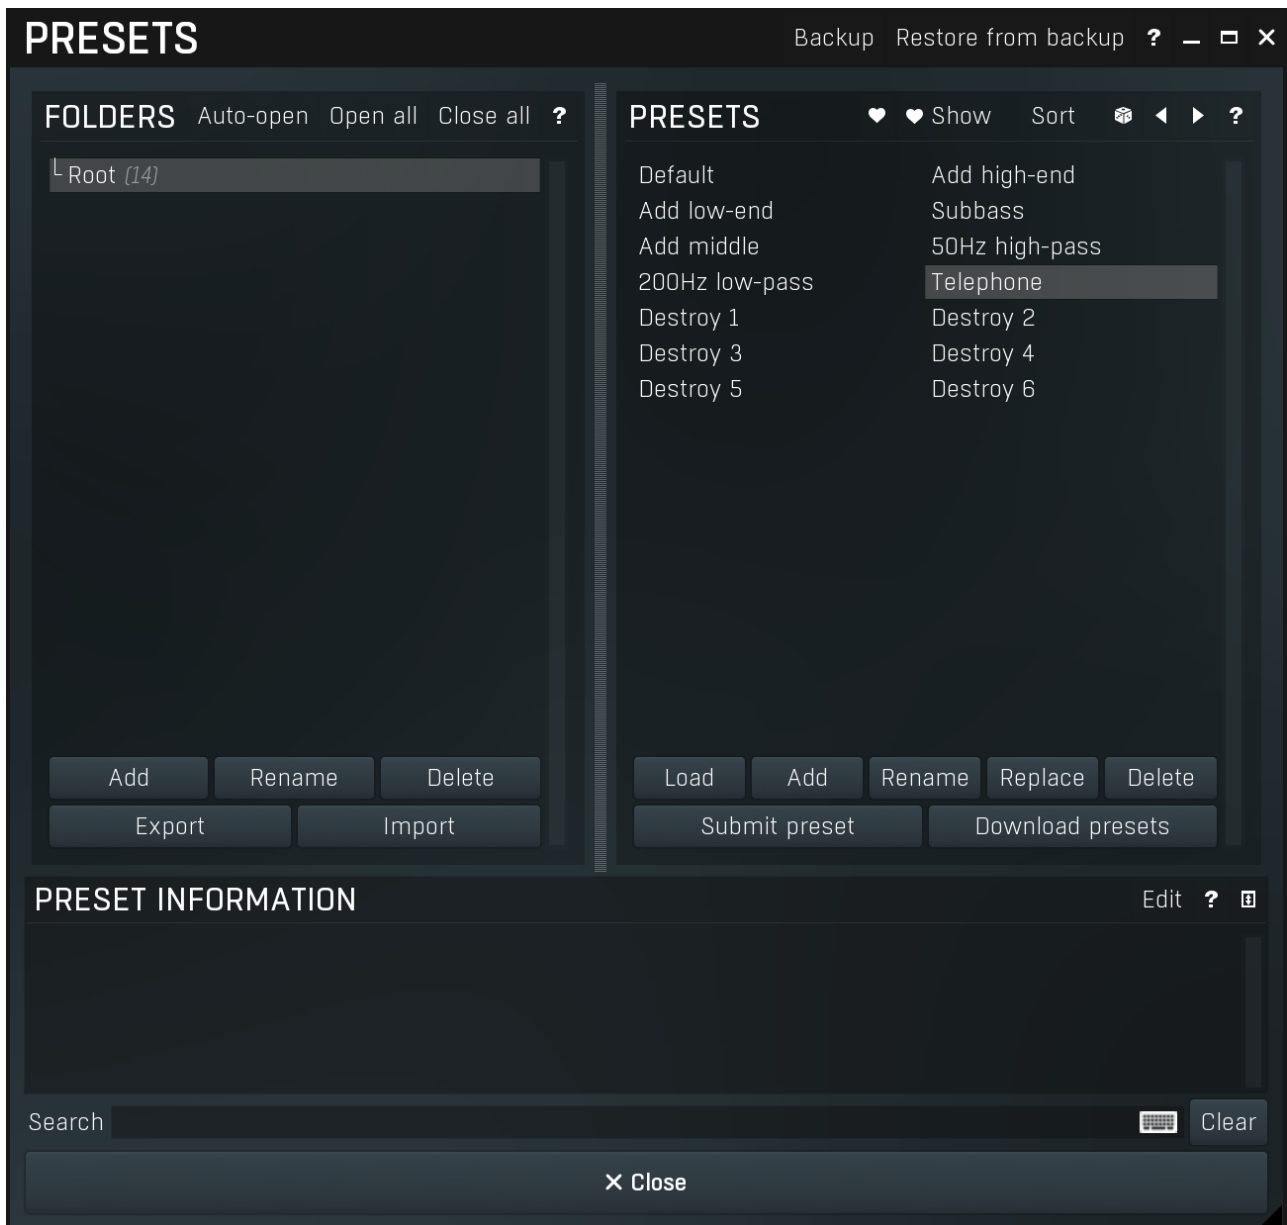 PRESETS Backup Restore from backup ?
FOLDERS Auto-open Open all Close all ?
Root (14)
Add Rename Delete
Export Import
PRESETS Show Sort ?
Default Add high-end
Add low-end Subbass
Add middle 50Hz high-pass
200Hz low-pass Telephone
Destroy 1 Destroy 2
Destroy 3 Destroy 4
Destroy 5 Destroy 6
Load Add Rename Replace Delete
Submit preset Download presets
PRESET INFORMATION Edit ?
Search Clear
Close